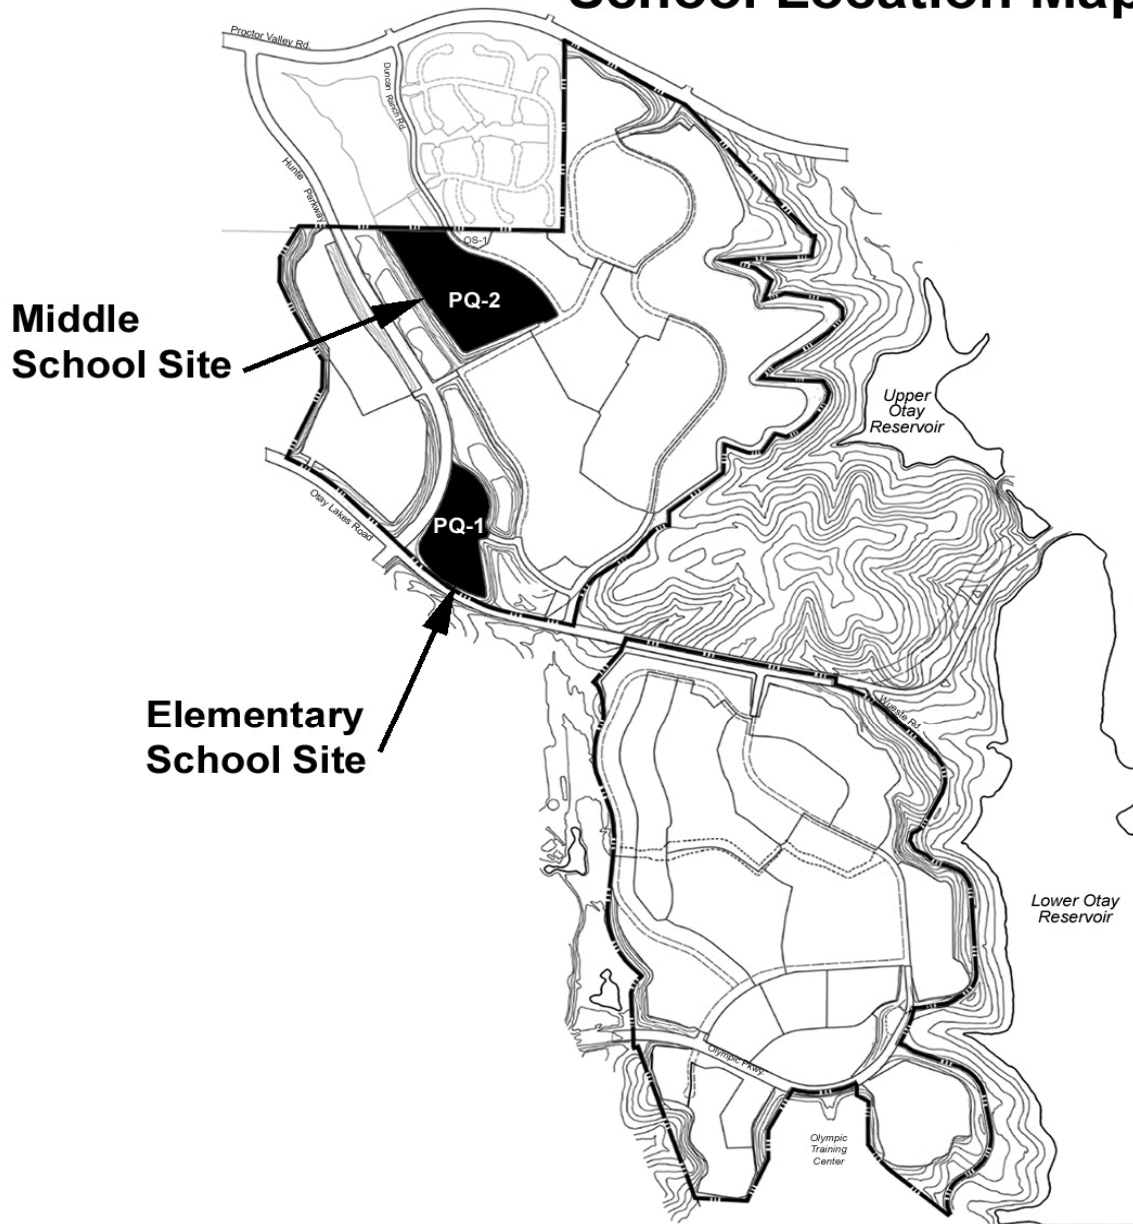 School Location Map
Proctor Valley Rd.
Duncan Ranch Rd.
Hunte Parkway
OS-1
PQ-2
Middle
School Site
Upper
Otay
Reservoir
PQ-1
Otay Lakes Road
Elementary
School Site
Wueste Rd.
Lower Otay
Reservoir
Olympic Pkwy.
Olympic
Training
Center